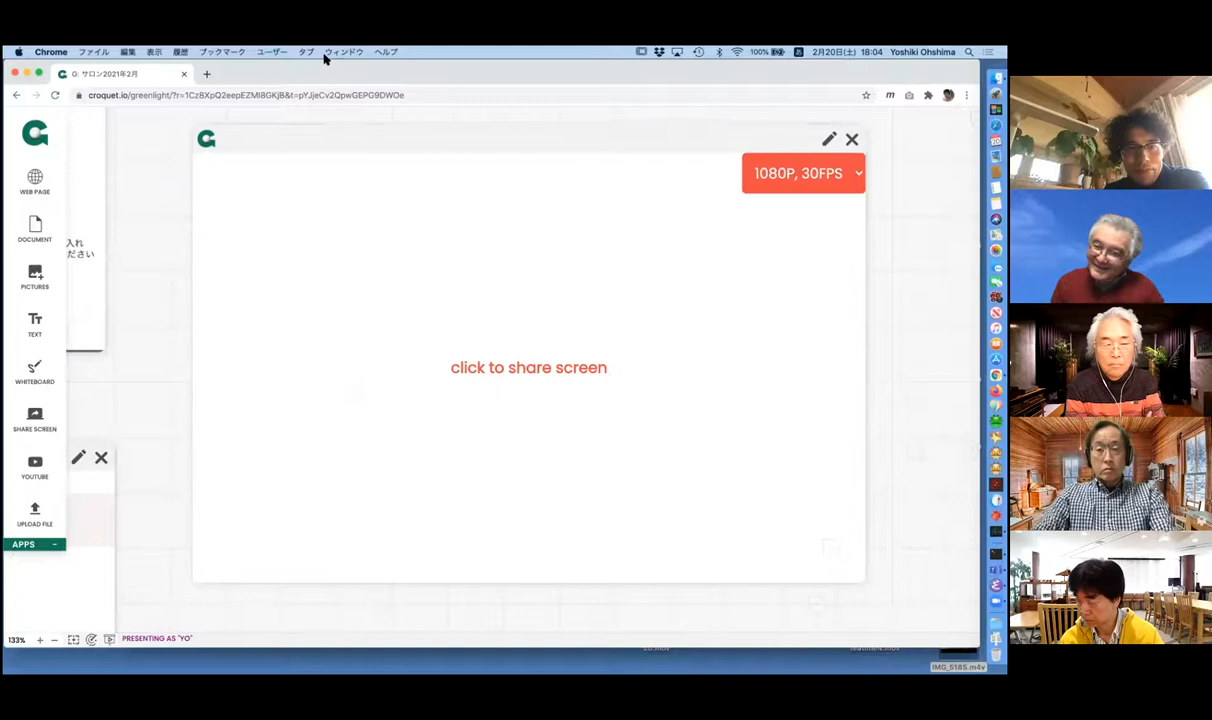 Chrome ファイル 編集 表示 履歴 ブックマーク ユーザー タブ ウィンドウ ヘルプ 100% 2月20日(土) 18:04 Yoshiki Ohshima
G: サロン2021年2月
croquet.io/greenlight/?r=1Cz8XpQ2eepEZMI8GKjB&t=pYJjeCv2QpwGEPG9DWOe
1080P, 30FPS
WEB PAGE
DOCUMENT
入れ
ださい
PICTURES
TEXT
click to share screen
WHITEBOARD
SHARE SCREEN
YOUTUBE
UPLOAD FILE
APPS -
133% + - PRESENTING AS "YO"
IMG_5185.m4v